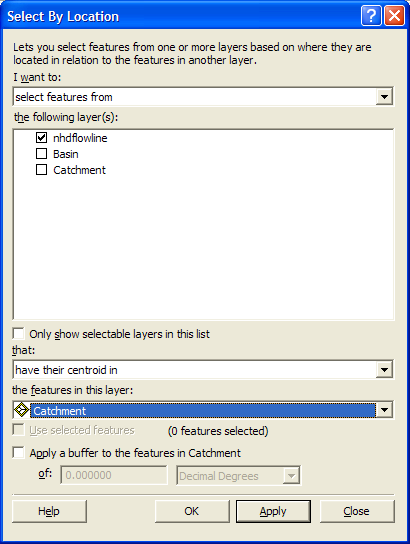 Select By Location
Lets you select features from one or more layers based on where they are
located in relation to the features in another layer.
I want to:
select features from
the following layer(s):
nhdflowline
Basin
Catchment
Only show selectable layers in this list
that:
have their centroid in
the features in this layer:
Catchment
Use selected features (0 features selected)
Apply a buffer to the features in Catchment
of: 0.000000 Decimal Degrees
Help OK Apply Close